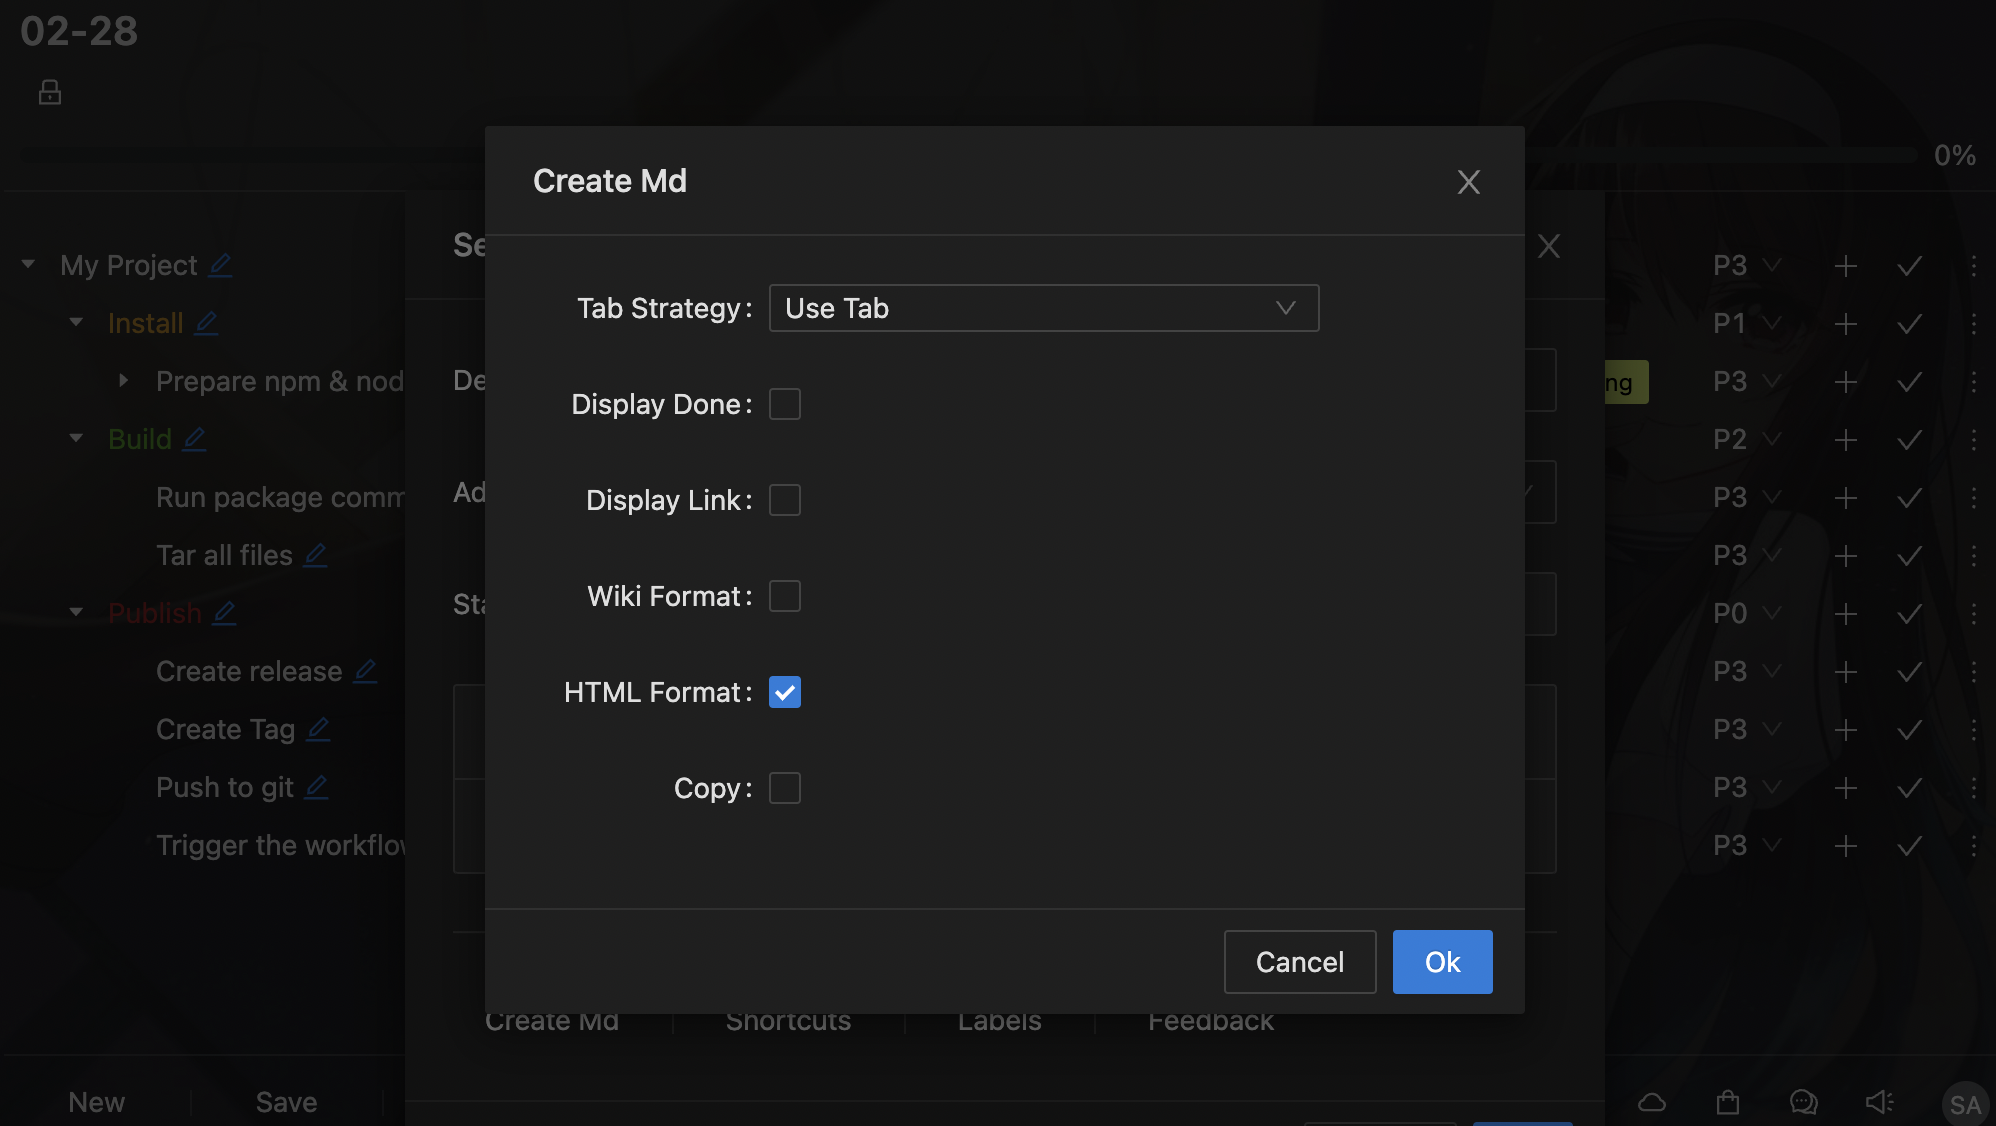 02-28
0%
Create Md
Se
My Project
P3
Tab Strategy:
Use Tab
Install
P1
Prepare npm & nod
De
ng
P3
Display Done:
Build
P2
Run package comm
Ad
Display Link:
P3
Tar all files
P3
Wiki Format:
Publish
Sta
P0
Create release
HTML Format:
P3
Create Tag
P3
Push to git
Copy:
P3
Trigger the workflov
P3
Cancel
Ok
Create Md
Shortcuts
Labels
Feedback
New
Save
SA